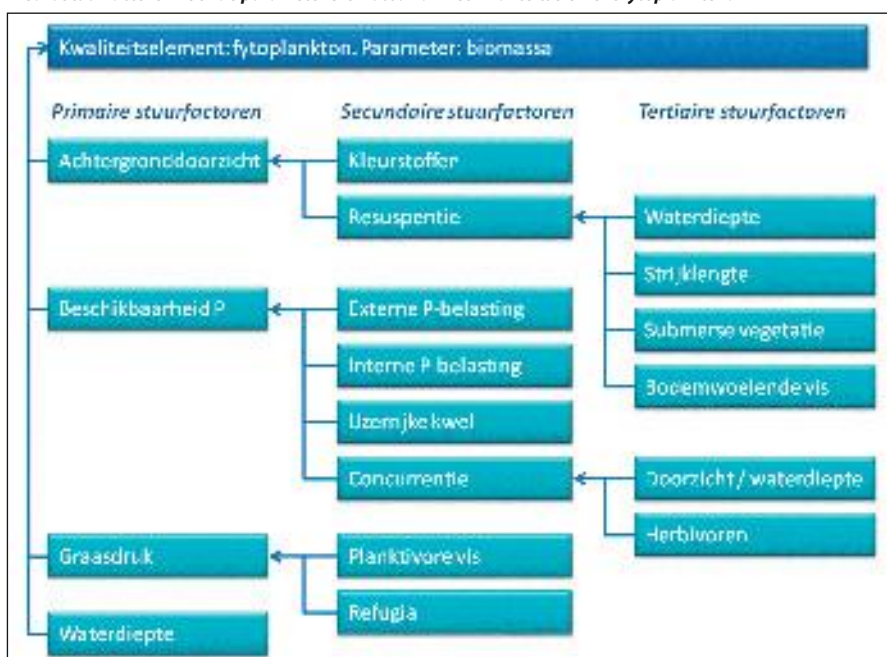 Kwaliteitselement: fytoplankton. Parameter: biomassa
Primaire stuurfactoren
Secundaire stuurfactoren
Tertiaire stuurfactoren
Achtergronddoorzicht
Kleurstoffen
Resuspentie
Waterdiepte
Strijklengte
Submerse vegetatie
Bodemwoelende vis
Beschikbaarheid P
Externe P-belasting
Interne P belasting
IJzerrijke kwel
Concurrentie
Doorzicht / waterdiepte
Herbivoren
Graasdruk
Planktivore vis
Refugia
Waterdiepte